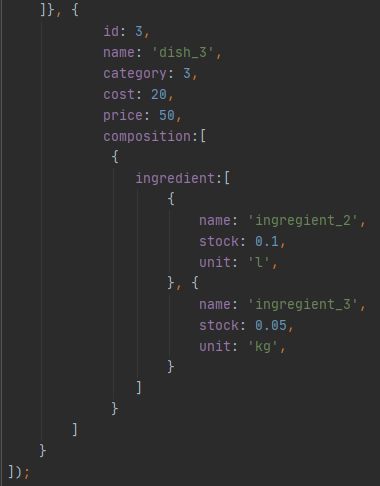 ]}, {
id: 3,
name: 'dish_3',
category: 3,
cost: 20,
price: 50,
composition:[
{
ingredient:[
{
name: 'ingregient_2',
stock: 0.1,
unit: 'l',
}, {
name: 'ingregient_3',
stock: 0.05,
unit: 'kg',
}
]
}
]
}
]);